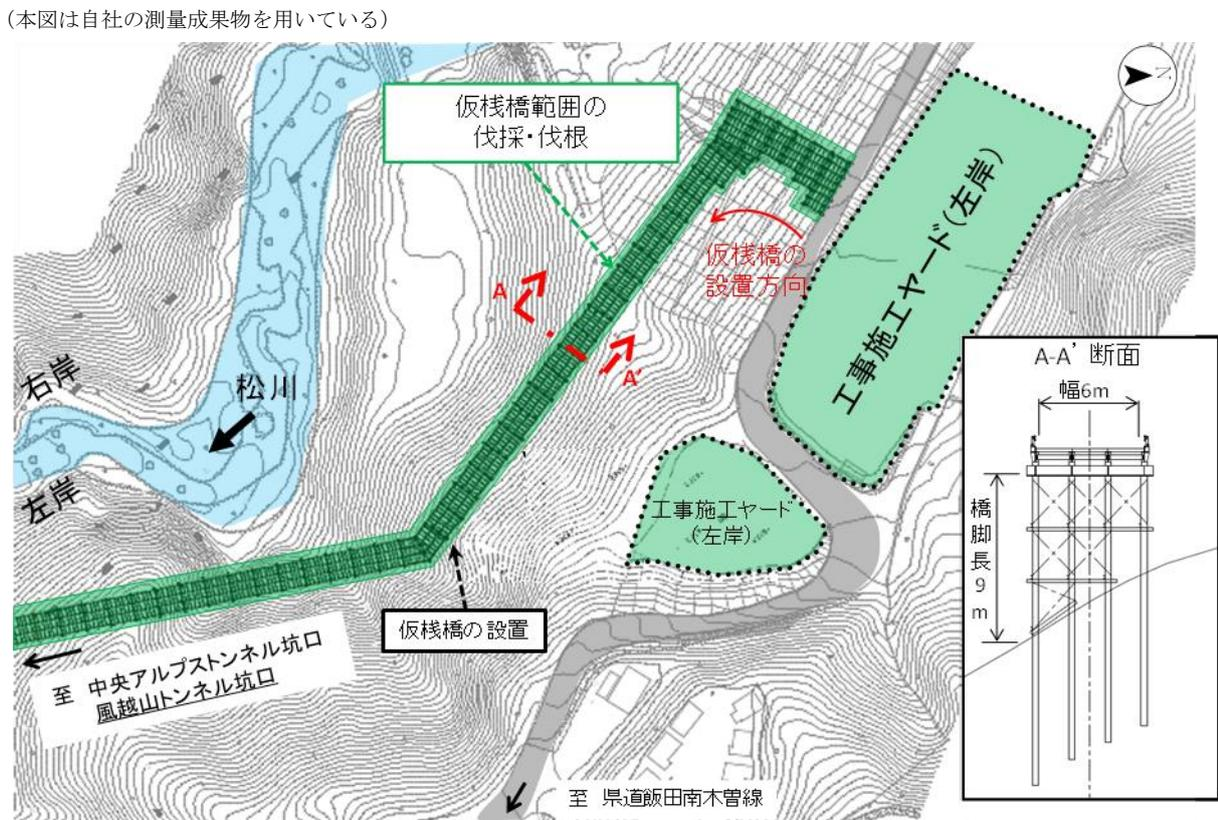 （本図は自社の測量成果物を用いている）
N
仮桟橋範囲の
伐採・伐根
工事施工ヤード(左岸)
仮桟橋の
設置方向
A
A'
右岸
松川
左岸
工事施工ヤード
(左岸)
仮桟橋の設置
至 中央アルプストンネル坑口
風越山トンネル坑口
至 県道飯田南木曽線
A-A' 断面
幅6m
橋脚長9m